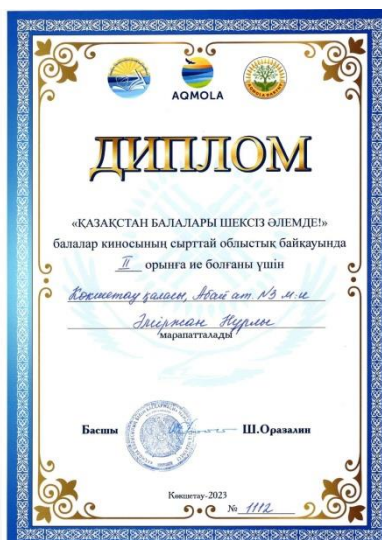 AQMOLA
ДИПЛОМ
«ҚАЗАҚСТАН БАЛАЛАРЫ ШЕКСІЗ ӘЛЕМДЕ!»
балалар киносының сырттай облыстық байқауында
II орынға ие болғаны үшін
Көкшетау қаласы, Абай ат. №3 м-г
Әміржан Нұрлы
марапатталады
Басшы Ш.Оразалин
Көкшетау-2023
№ 1112